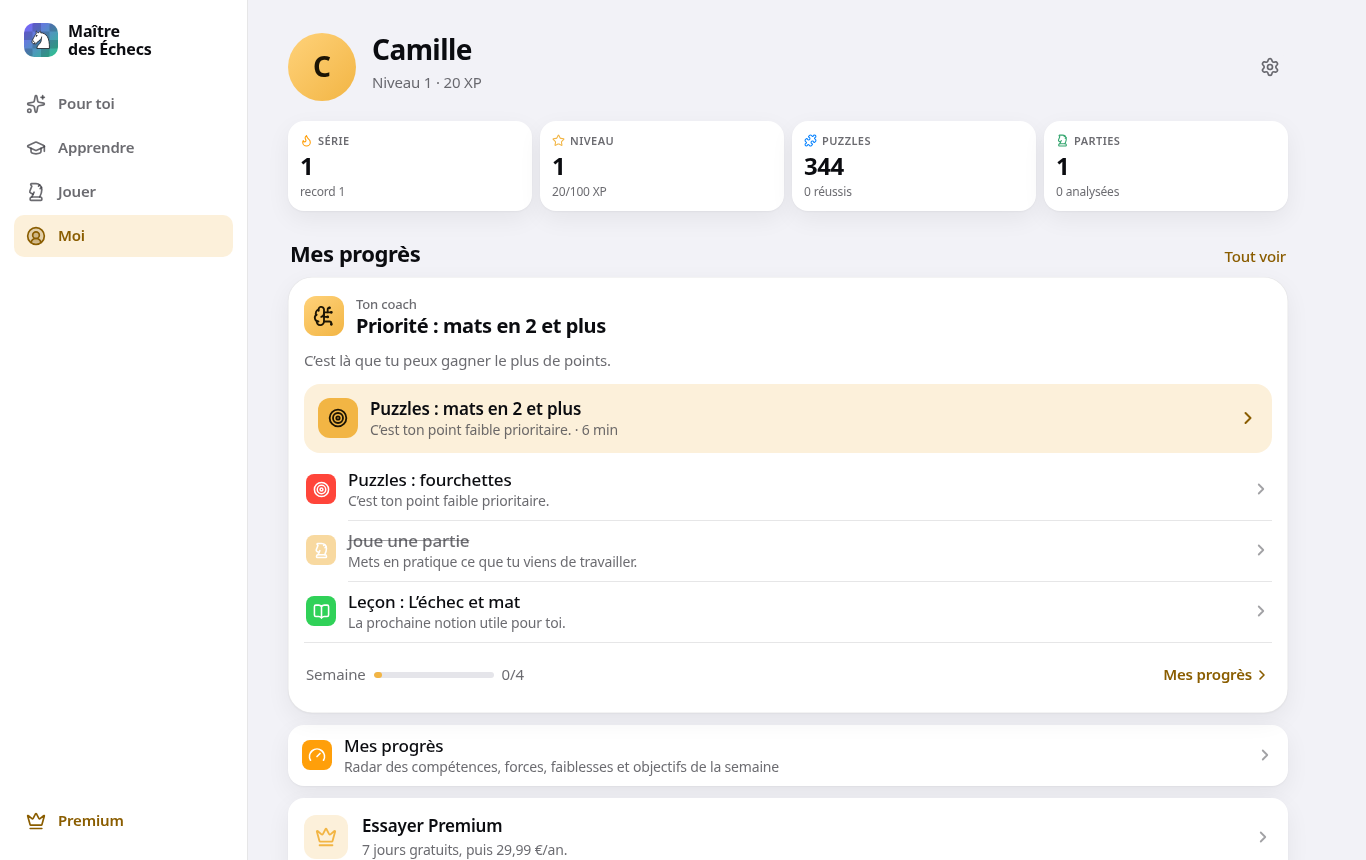 Maître
des Échecs
Pour toi
Apprendre
Jouer
Moi
Premium
C
Camille
Niveau 1 · 20 XP
SÉRIE
1
record 1
NIVEAU
1
20/100 XP
PUZZLES
344
0 réussis
PARTIES
1
0 analysées
Mes progrès
Tout voir
Ton coach
Priorité : mats en 2 et plus
C’est là que tu peux gagner le plus de points.
Puzzles : mats en 2 et plus
C’est ton point faible prioritaire. · 6 min
Puzzles : fourchettes
C’est ton point faible prioritaire.
Joue une partie
Mets en pratique ce que tu viens de travailler.
Leçon : L’échec et mat
La prochaine notion utile pour toi.
Semaine 0/4
Mes progrès
Mes progrès
Radar des compétences, forces, faiblesses et objectifs de la semaine
Essayer Premium
7 jours gratuits, puis 29,99 €/an.